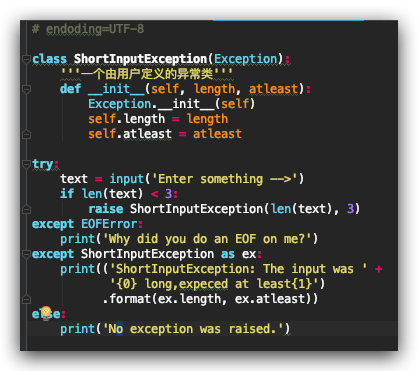 # endoding=UTF-8
class ShortInputException(Exception):
'''一个由用户定义的异常类'''
def __init__(self, length, atleast):
Exception.__init__(self)
self.length = length
self.atleast = atleast
try:
text = input('Enter something -->')
if len(text) < 3:
raise ShortInputException(len(text), 3)
except EOFError:
print('Why did you do an EOF on me?')
except ShortInputException as ex:
print(('ShortInputException: The input was ' +
'{0} long,expeced at least{1}')
.format(ex.length, ex.atleast))
else:
print('No exception was raised.')